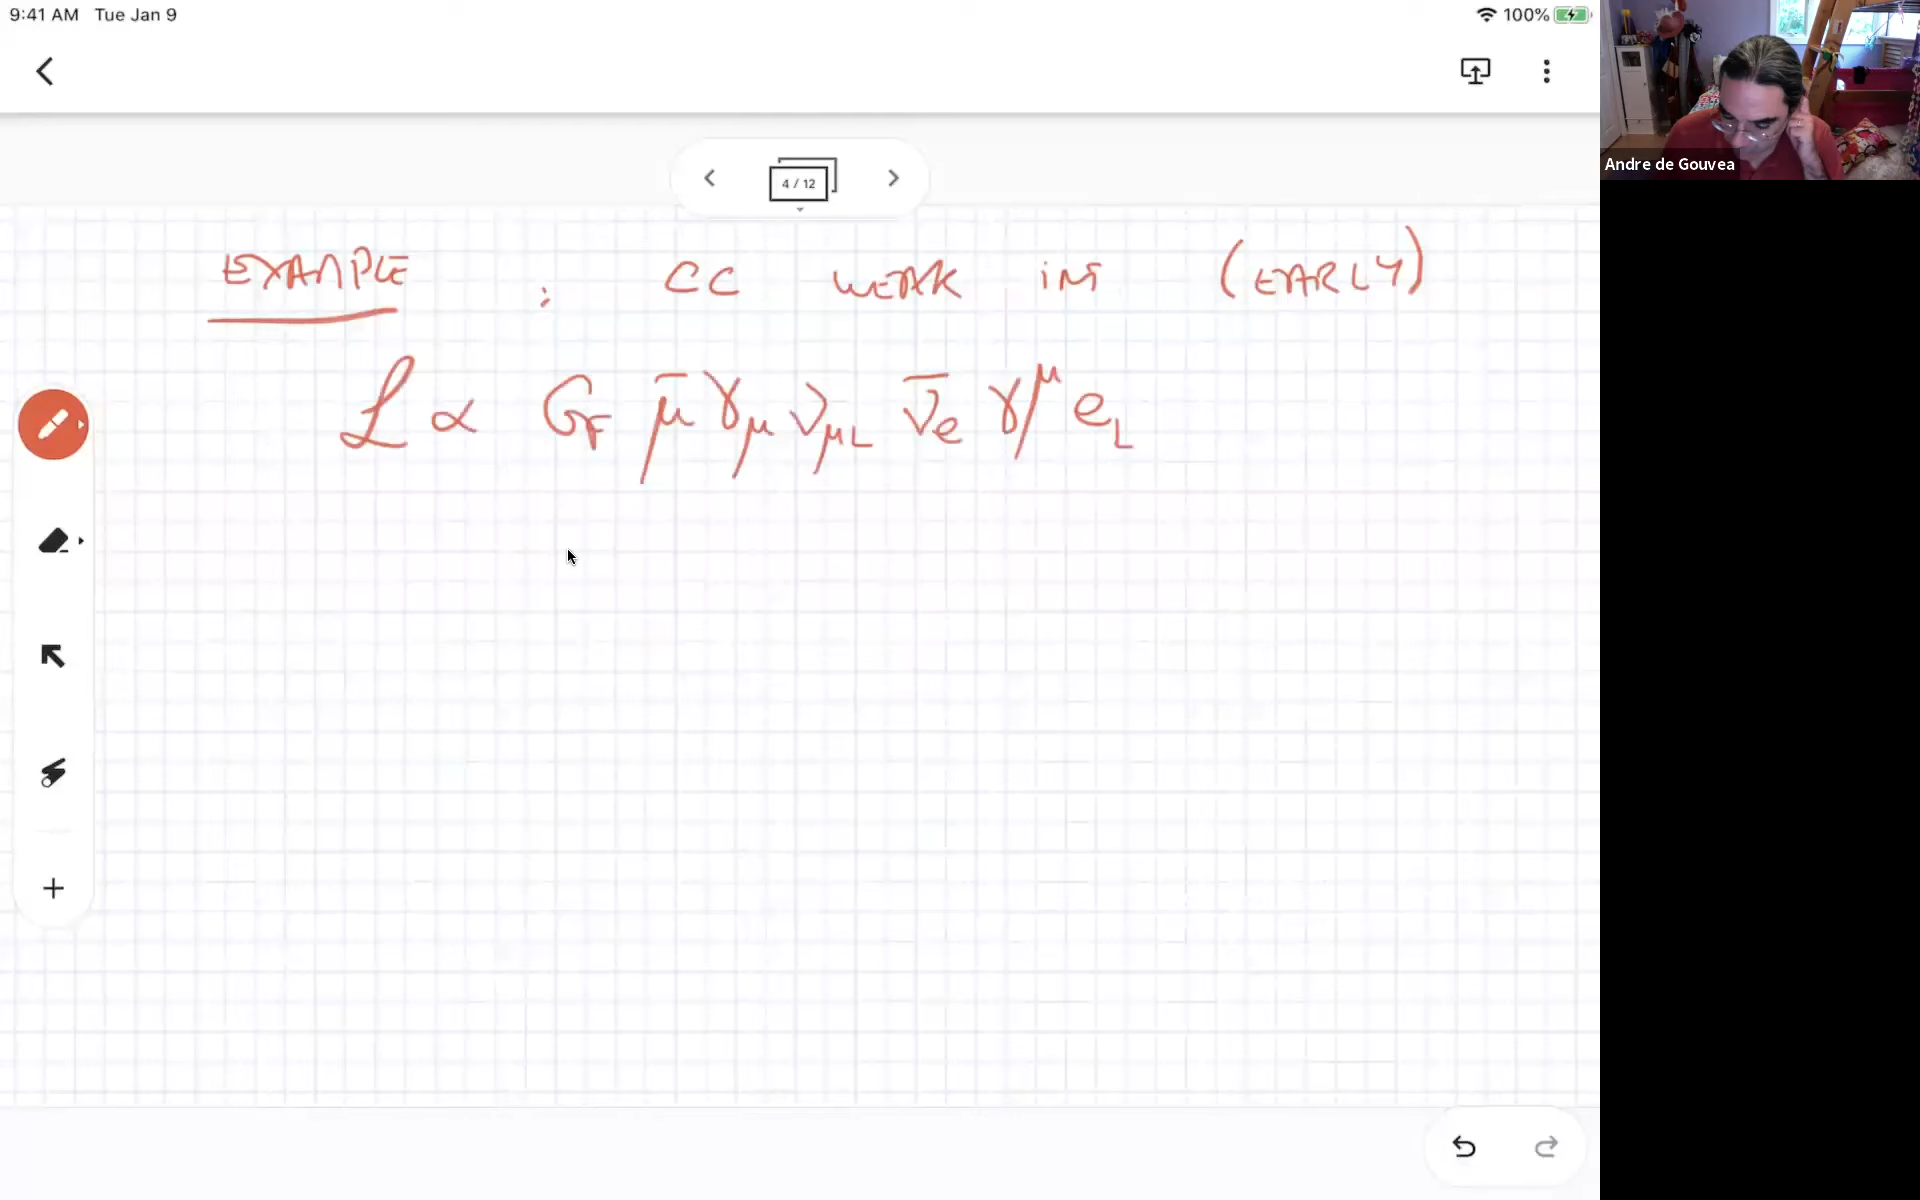 9:41 AM Tue Jan 9
100%
Andre de Gouvea
4 / 12
EXAMPLE : CC WEAK INT (EARLY)
ℒ ∝ G_F μ̄ γ_μ ν_μL ν̄_e γ^μ e_L